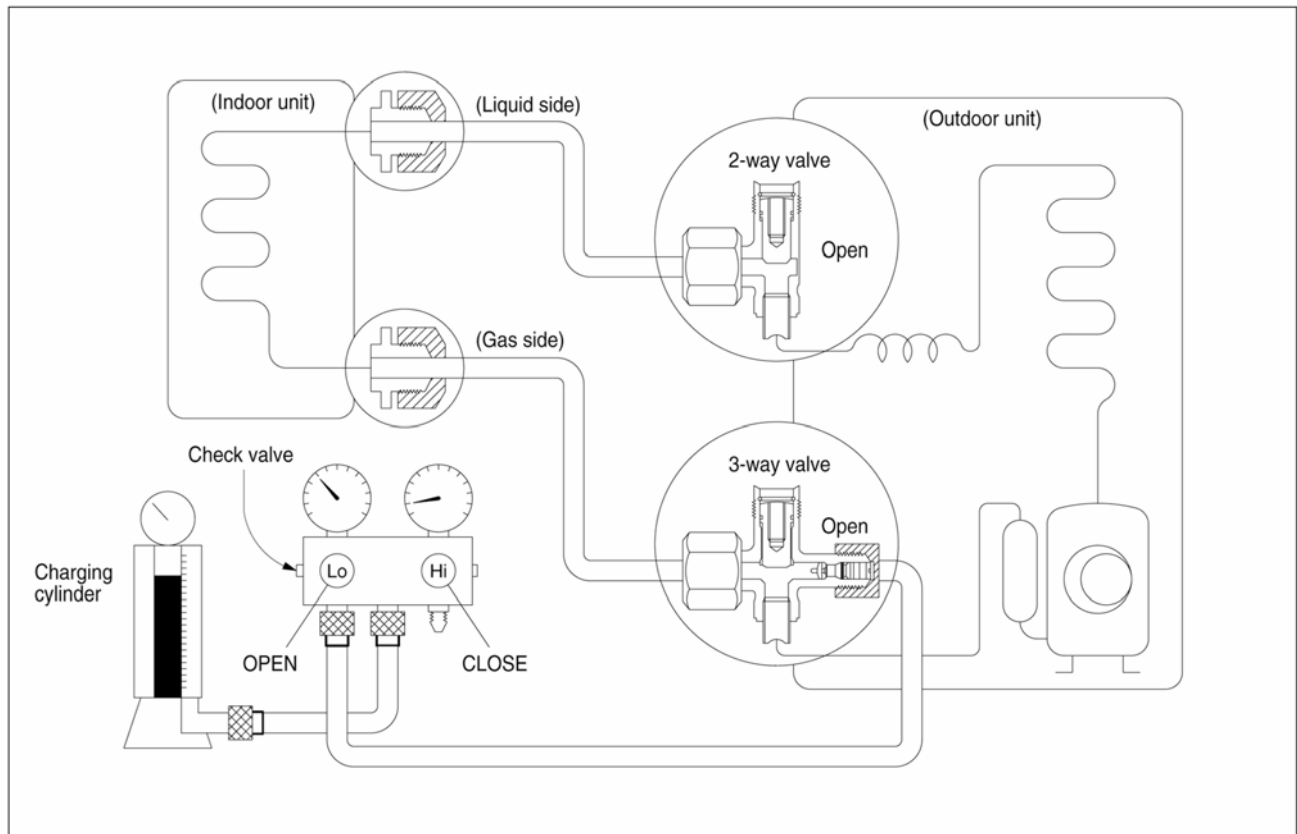 (Indoor unit)
(Liquid side)
(Outdoor unit)
2-way valve
Open
(Gas side)
3-way valve
Open
Check valve
Charging
cylinder
Lo
Hi
OPEN
CLOSE